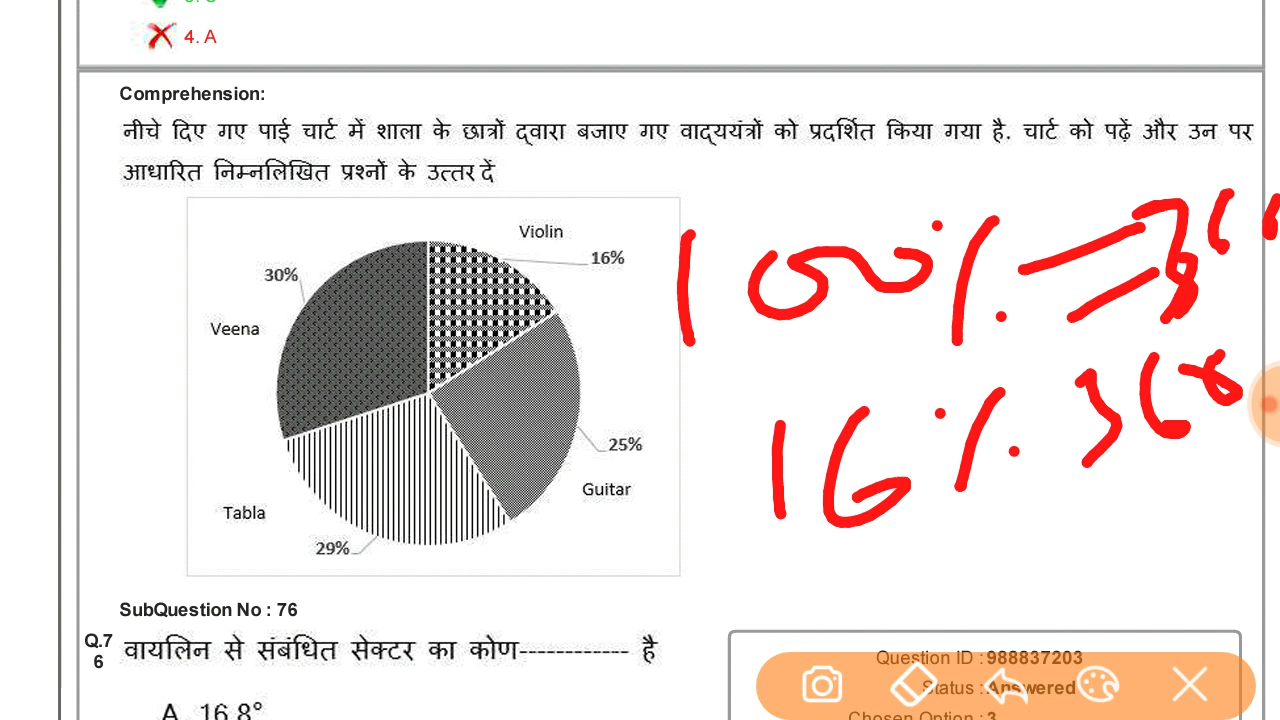 4. A
Comprehension:
नीचे दिए गए पाई चार्ट में शाला के छात्रों द्वारा बजाए गए वाद्ययंत्रों को प्रदर्शित किया गया है. चार्ट को पढ़ें और उन पर
आधारित निम्नलिखित प्रश्नों के उत्तर दें
Violin
16%
30%
Veena
25%
Guitar
Tabla
29%
100% = 360
16% 360
SubQuestion No : 76
Q.7
6
वायलिन से संबंधित सेक्टर का कोण------------ है
A. 16.8°
Question ID : 988837203
Status : Answered
Chosen Option : 3